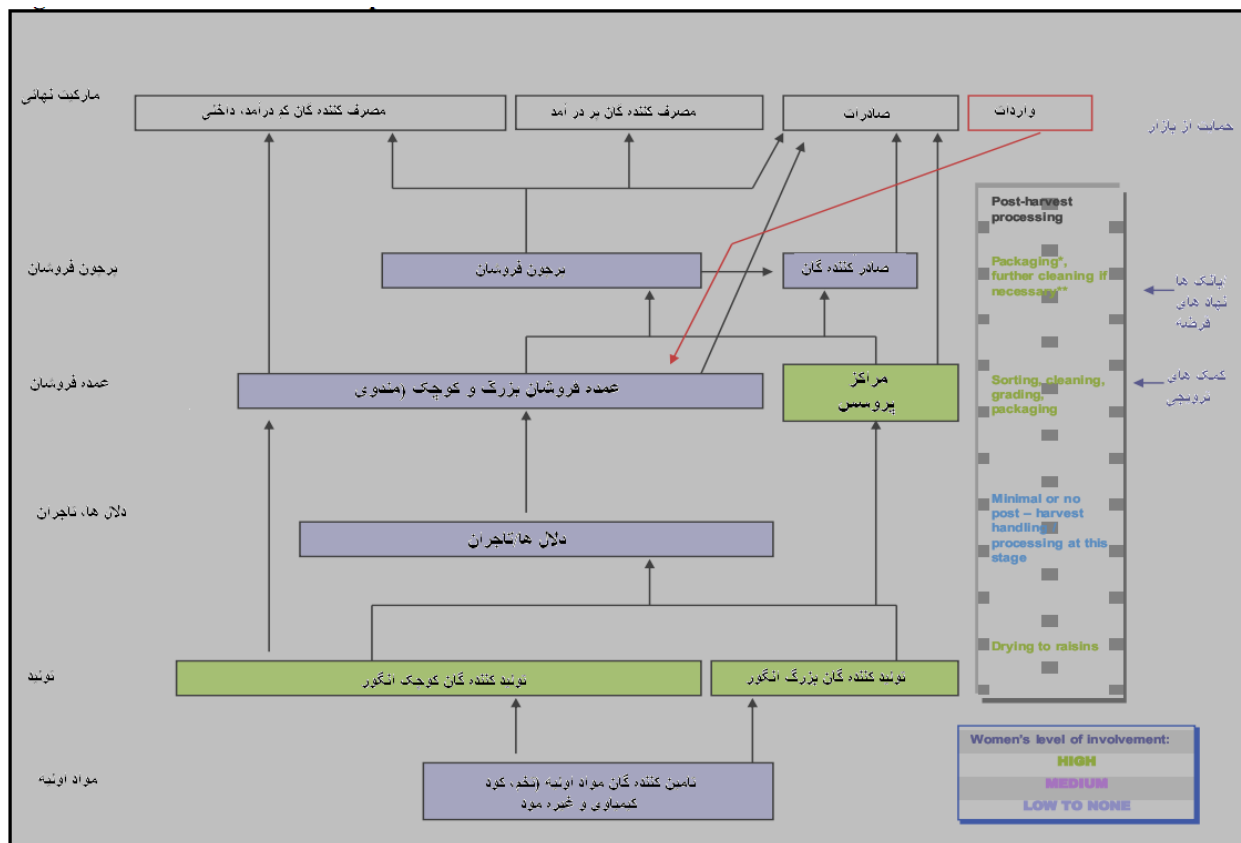 مارکیت نهائی
مصرف کننده گان کم درآمد، داخلی
مصرف کننده گان پر در آمد
صادرات
واردات
حمایت از بازار
پرچون فروشان
پرچون فروشان
صادر کننده گان
عمده فروشان
عمده فروشان بزرگ و کوچک (مندوی
مراکز
پروسس
دلال ها، تاجران
دلال ها/تاجران
تولید
تولید کننده گان کوچک انگور
تولید کننده گان بزرگ انگور
مواد اولیه
تامین کننده گان مواد اولیه (تخم، کود
کیمیاوی و غیره مود
Post-harvest
processing
Packaging*,
further cleaning if
necessary**
Sorting, cleaning,
grading,
packaging
Minimal or no
post – harvest
handling
processing at this
stage
Drying to raisins
بانک ها
نهاد های
قرضه
کمک های
ترویجی
Women's level of involvement:
HIGH
MEDIUM
LOW TO NONE